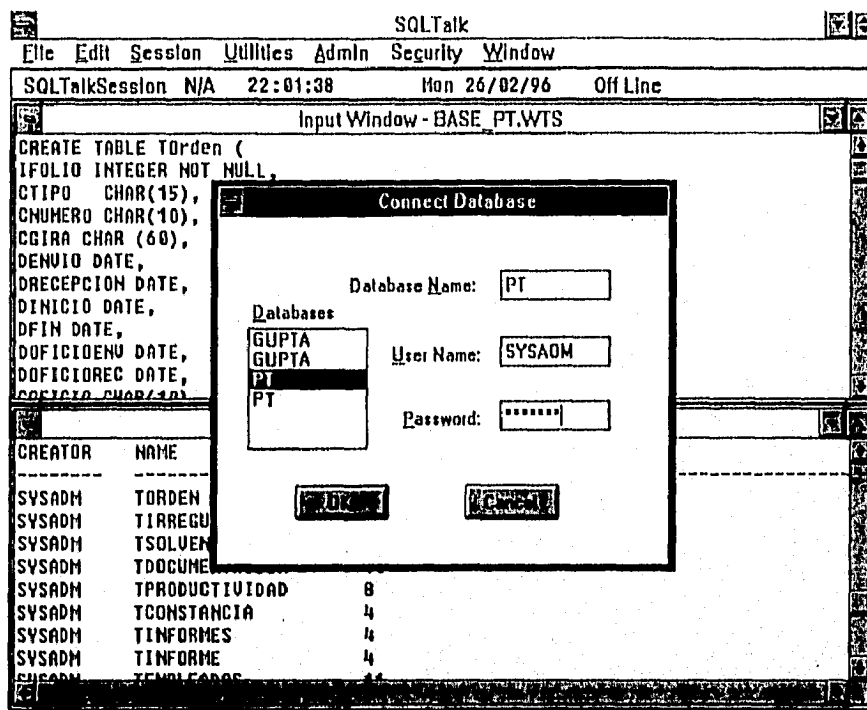 SQLTalk
File Edit Session Utilities Admin Security Window
SQLTalkSession N/A 22:01:38 Mon 26/02/96 Off Line
Input Window - BASE_PT.WTS
CREATE TABLE TOrden (
IFOLIO INTEGER NOT NULL,
CTIPO CHAR(15),
CNUMERO CHAR(10),
CGIRA CHAR (60),
DENVIO DATE,
DRECEPCION DATE,
DINICIO DATE,
DFIN DATE,
DOFICIOENV DATE,
DOFICIOREC DATE,
Connect Database
Database Name: PT
Databases
GUPTA
GUPTA
PT
PT
User Name: SYSADM
Password: *******
OK Cancel
CREATOR NAME
SYSADM TORDEN
SYSADM TIRREGU
SYSADM TSOLVEN
SYSADM TDOCUME
SYSADM TPRODUCTIVIDAD 8
SYSADM TCONSTANCIA 4
SYSADM TINFORMES 4
SYSADM TINFORME 4